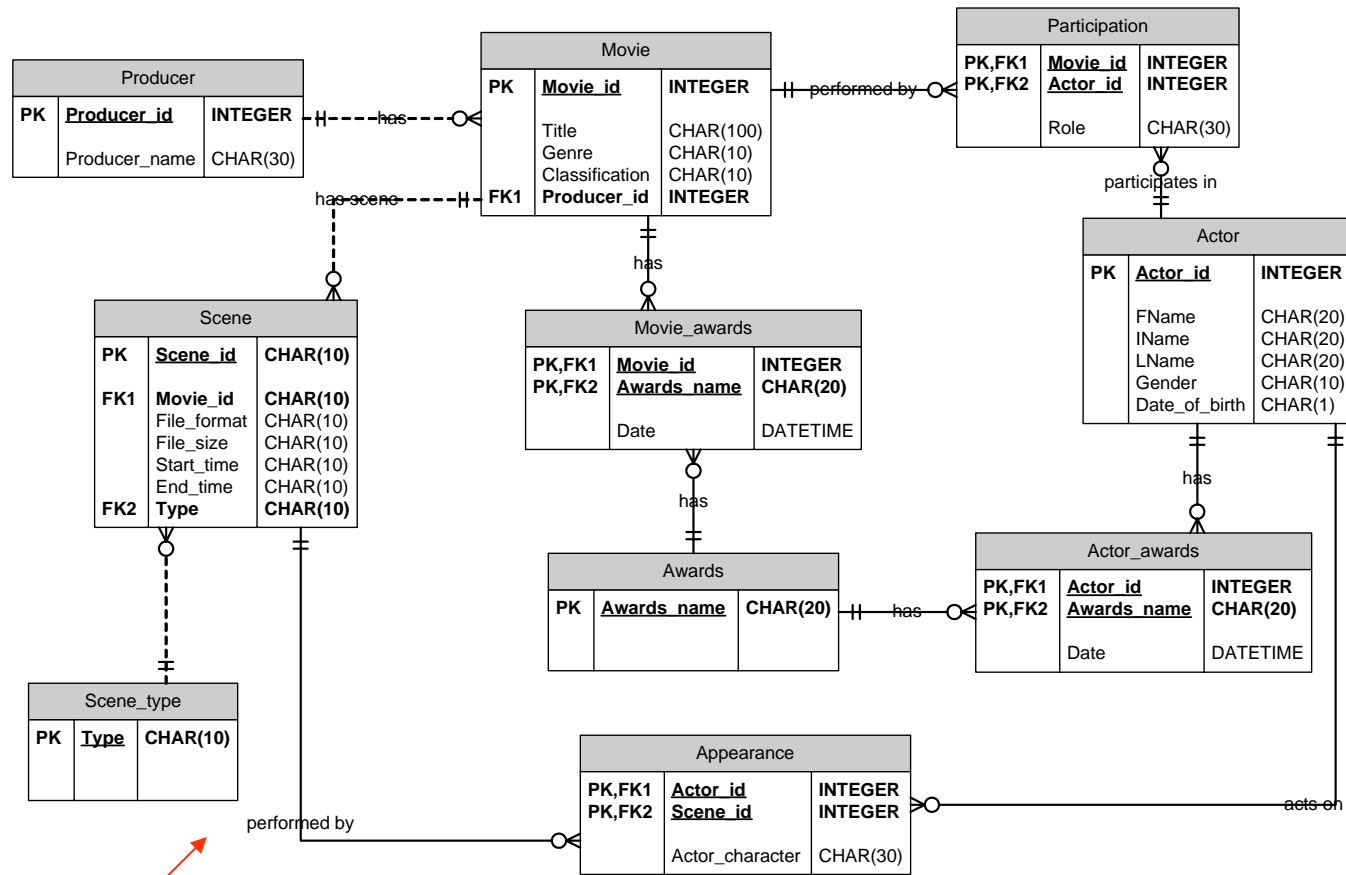 Producer
PK Producer_id INTEGER
Producer_name CHAR(30)
has
Movie
PK Movie_id INTEGER
Title CHAR(100)
Genre CHAR(10)
Classification CHAR(10)
FK1 Producer_id INTEGER
performed by
Participation
PK,FK1 Movie_id INTEGER
PK,FK2 Actor_id INTEGER
Role CHAR(30)
participates in
has scene
has
Actor
PK Actor_id INTEGER
FName CHAR(20)
IName CHAR(20)
LName CHAR(20)
Gender CHAR(10)
Date_of_birth CHAR(1)
Scene
PK Scene_id CHAR(10)
FK1 Movie_id CHAR(10)
File_format CHAR(10)
File_size CHAR(10)
Start_time CHAR(10)
End_time CHAR(10)
FK2 Type CHAR(10)
Movie_awards
PK,FK1 Movie_id INTEGER
PK,FK2 Awards_name CHAR(20)
Date DATETIME
has
has
Awards
PK Awards_name CHAR(20)
has
Actor_awards
PK,FK1 Actor_id INTEGER
PK,FK2 Awards_name CHAR(20)
Date DATETIME
Scene_type
PK Type CHAR(10)
performed by
Appearance
PK,FK1 Actor_id INTEGER
PK,FK2 Scene_id INTEGER
Actor_character CHAR(30)
acts on